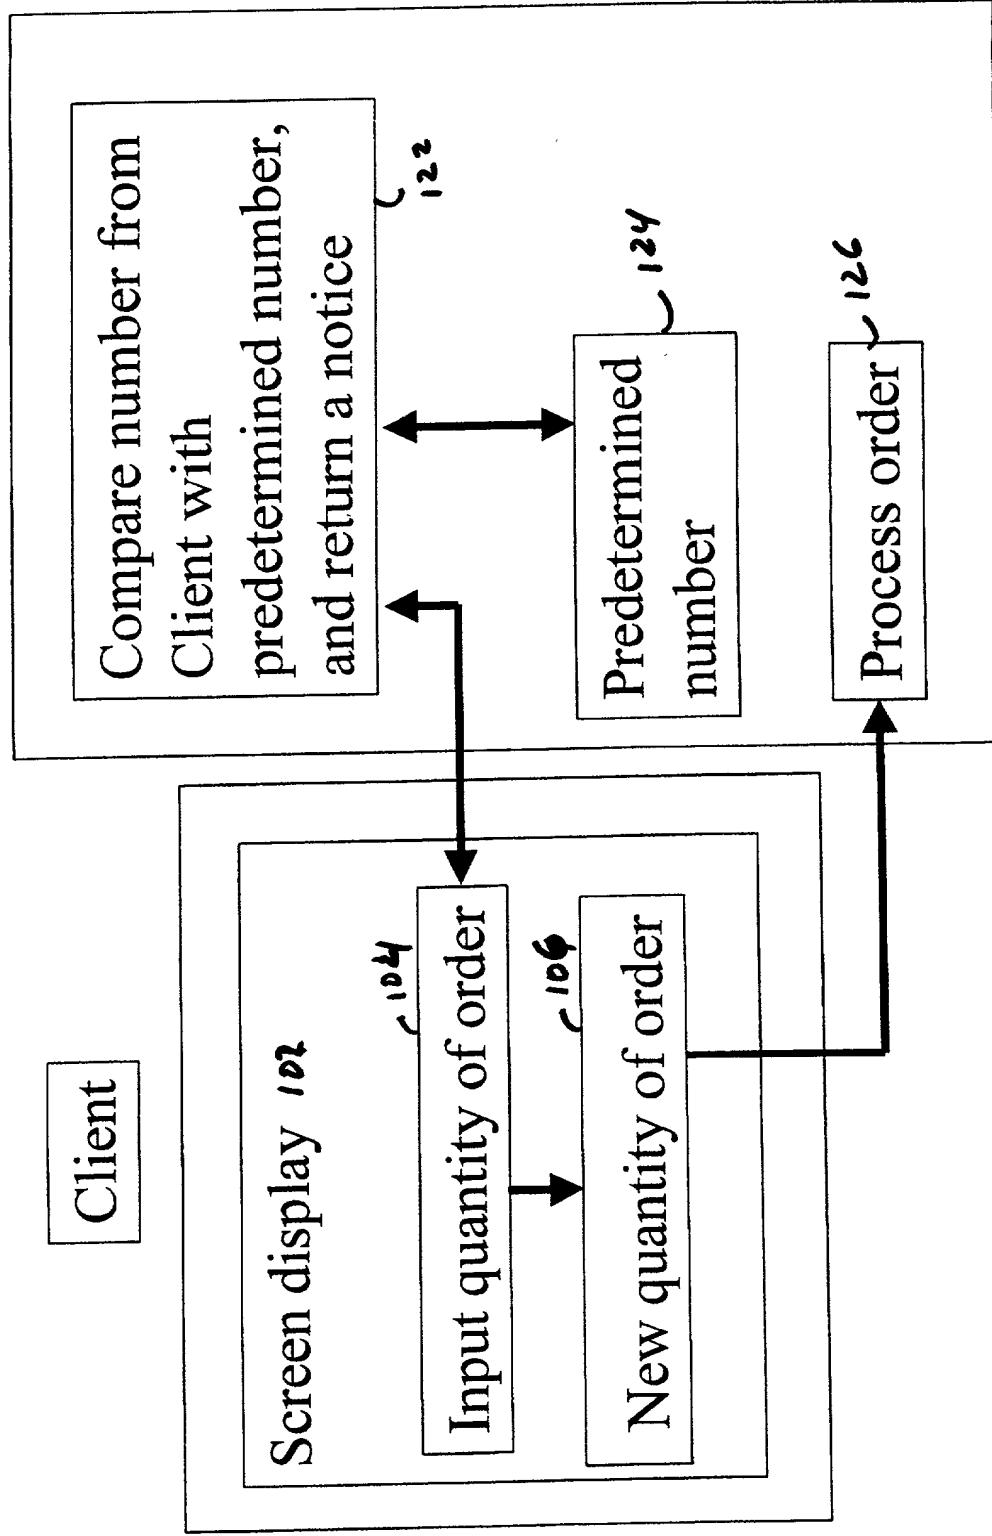 Client
Screen display 102
104
Input quantity of order
106
New quantity of order
Compare number from
Client with
predetermined number,
and return a notice
122
Predetermined
number
124
Process order
126